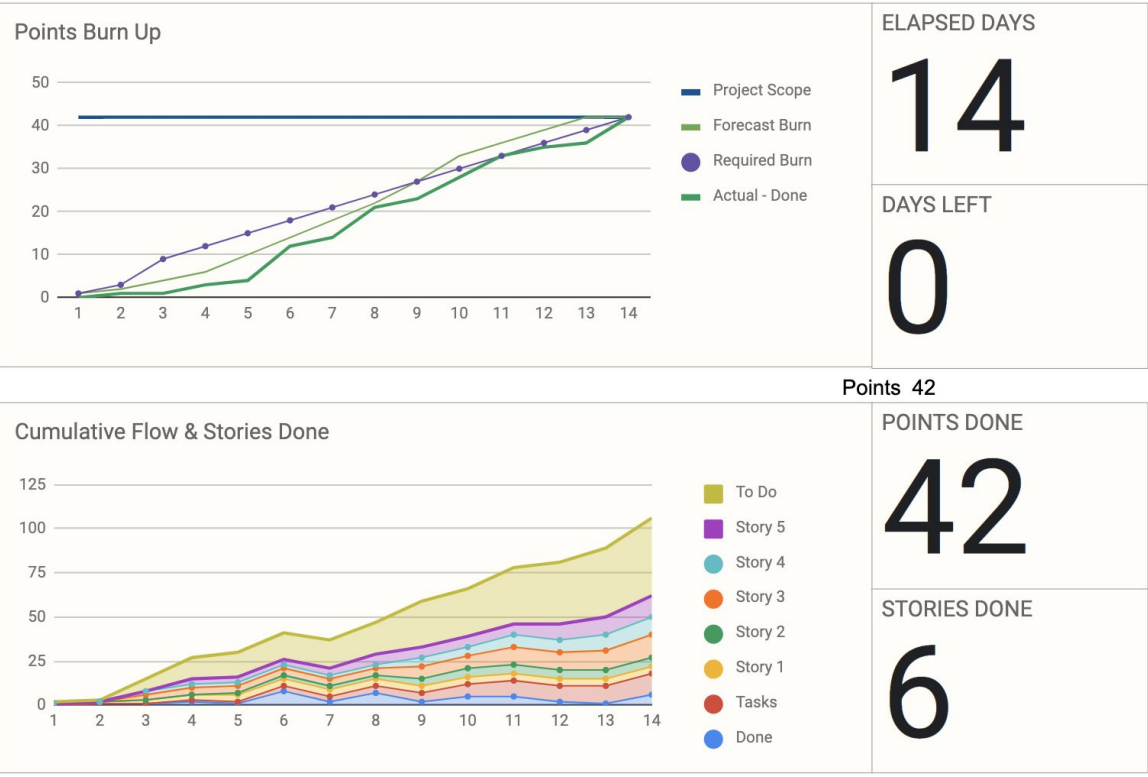 Points Burn Up
50
40
30
20
10
0
1 2 3 4 5 6 7 8 9 10 11 12 13 14
Project Scope
Forecast Burn
Required Burn
Actual - Done
ELAPSED DAYS
14
DAYS LEFT
0
Points 42
Cumulative Flow & Stories Done
125
100
75
50
25
0
1 2 3 4 5 6 7 8 9 10 11 12 13 14
To Do
Story 5
Story 4
Story 3
Story 2
Story 1
Tasks
Done
POINTS DONE
42
STORIES DONE
6